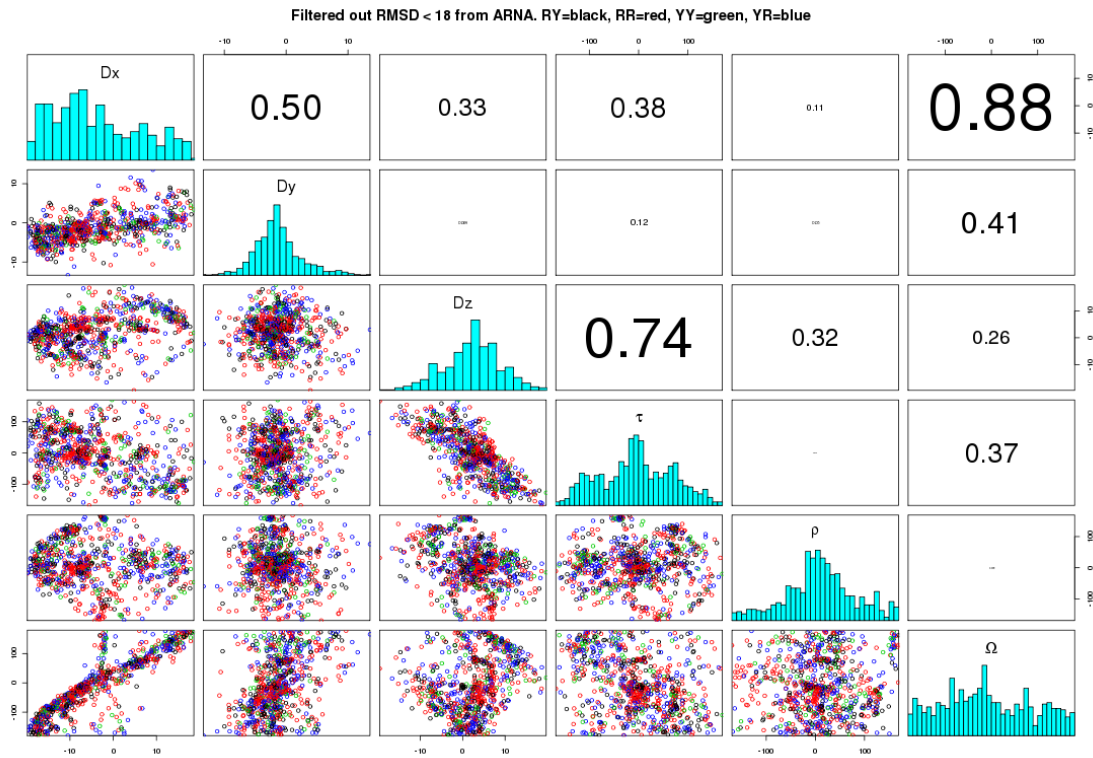 Filtered out RMSD < 18 from ARNA. RY=black, RR=red, YY=green, YR=blue
-10 0 10 -100 0 100 -100 0 100
Dx 0.50 0.33 0.38 0.11 0.88
-10 0 10
Dy 0.12 0.41
-10 0 10
Dz 0.74 0.32 0.26
-10 0 10
τ 0.37
-100 0 100
ρ
-100 0 100
Ω
-100 0 100
-10 0 10 -10 0 10 -100 0 100